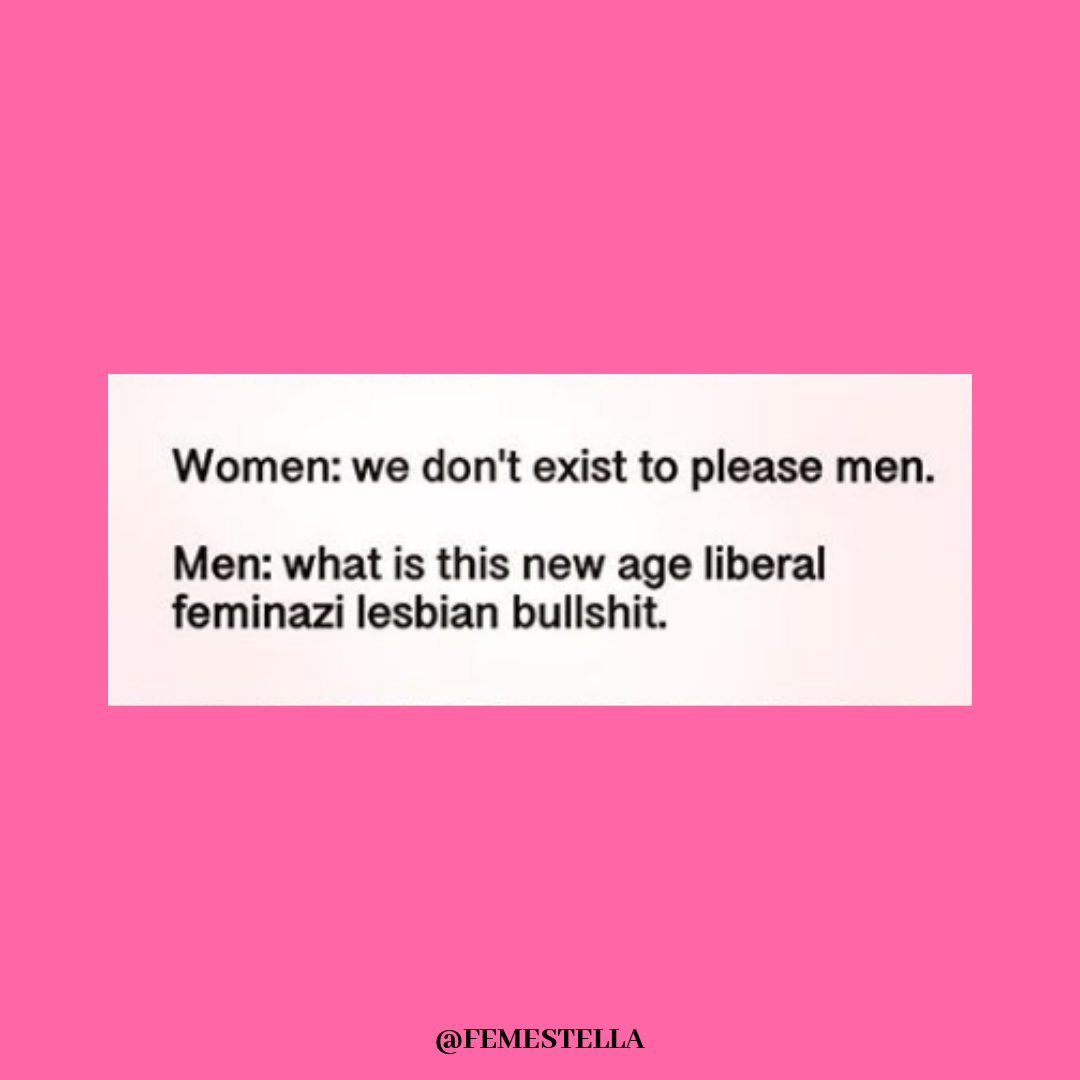 Women: we don't exist to please men.
Men: what is this new age liberal
feminazi lesbian bullshit.
@FEMESTELLA